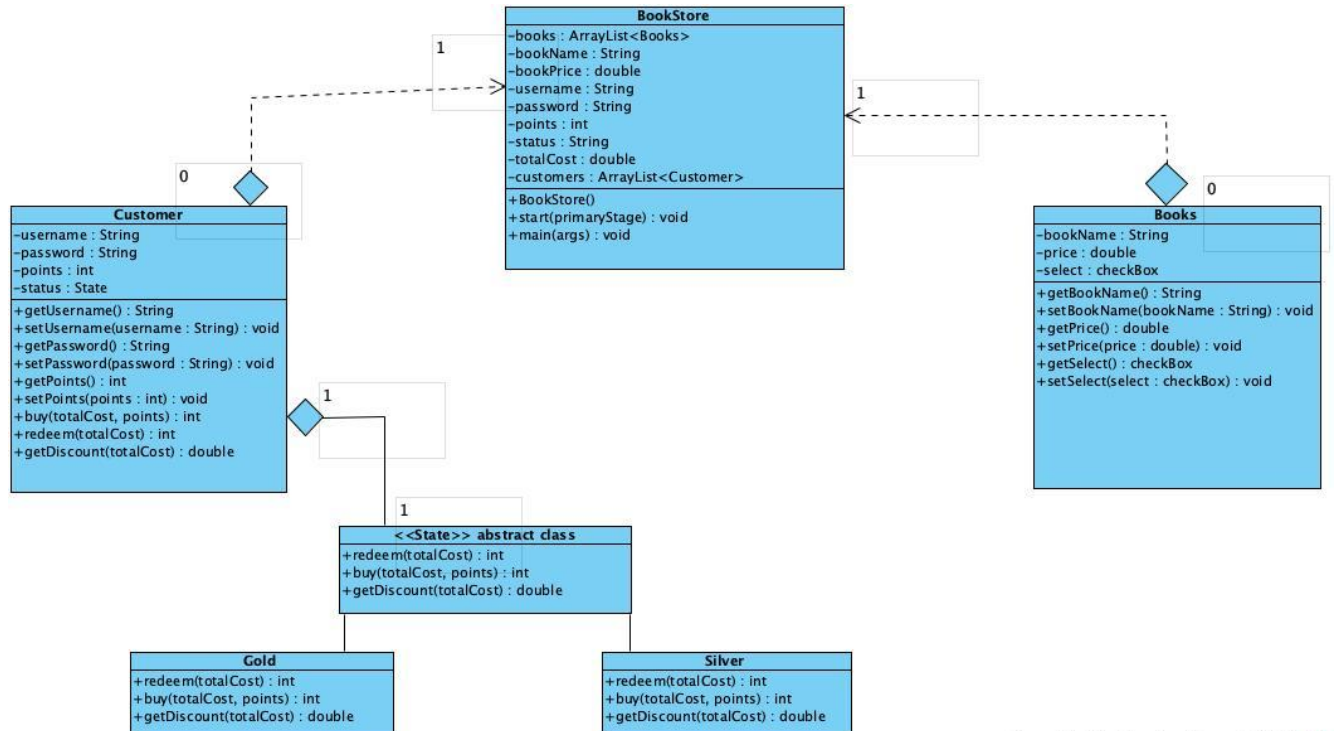 BookStore
-books : ArrayList<Books>
-bookName : String
-bookPrice : double
-username : String
-password : String
-points : int
-status : String
-totalCost : double
-customers : ArrayList<Customer>
+BookStore()
+start(primaryStage) : void
+main(args) : void
1
1
0
0
Customer
-username : String
-password : String
-points : int
-status : State
+getUsername() : String
+setUsername(username : String) : void
+getPassword() : String
+setPassword(password : String) : void
+getPoints() : int
+setPoints(points : int) : void
+buy(totalCost, points) : int
+redeem(totalCost) : int
+getDiscount(totalCost) : double
Books
-bookName : String
-price : double
-select : checkBox
+getBookName() : String
+setBookName(bookName : String) : void
+getPrice() : double
+setPrice(price : double) : void
+getSelect() : checkBox
+setSelect(select : checkBox) : void
1
1
<<State>> abstract class
+redeem(totalCost) : int
+buy(totalCost, points) : int
+getDiscount(totalCost) : double
Gold
+redeem(totalCost) : int
+buy(totalCost, points) : int
+getDiscount(totalCost) : double
Silver
+redeem(totalCost) : int
+buy(totalCost, points) : int
+getDiscount(totalCost) : double